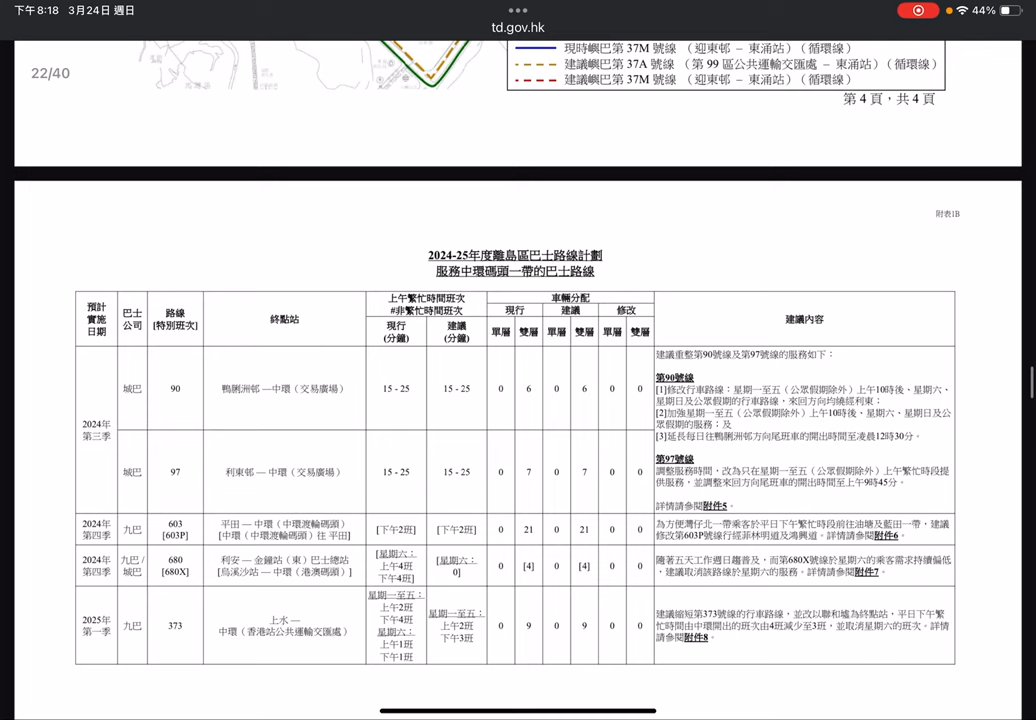 下午8:18 3月24日 週日
44%
td.gov.hk
22/40
現時嶼巴第 37M 號線 （迎東邨 – 東涌站）（循環線）
建議嶼巴第 37A 號線 （第 99 區公共運輸交匯處 – 東涌站）（循環線）
建議嶼巴第 37M 號線 （迎東邨 – 東涌站）（循環線）
第 4 頁，共 4 頁
附表1B
2024-25年度離島區巴士路線計劃
服務中環碼頭一帶的巴士路線
預計
實施
日期
巴士
公司
路線
[特別班次]
終點站
上午繁忙時間班次
#非繁忙時間班次
現行
(分鐘)
建議
(分鐘)
車輛分配
現行 建議 修改
單層 雙層 單層 雙層 單層 雙層
建議內容
2024年
第三季
城巴 90 鴨脷洲邨 — 中環（交易廣場） 15 - 25 15 - 25 0 6 0 6 0 0
建議重整第90號線及第97號線的服務如下：
第90號線
[1]修改行車路線：星期一至五（公眾假期除外）上午10時後、星期六、
星期日及公眾假期的行車路線，來回方向均繞經利東；
[2]加強星期一至五（公眾假期除外）上午10時後、星期六、星期日及公
眾假期的服務；及
[3]延長每日往鴨脷洲邨方向尾班車的開出時間至凌晨12時30分。
城巴 97 利東邨 — 中環（交易廣場） 15 - 25 15 - 25 0 7 0 7 0 0
第97號線
調整服務時間，改為只在星期一至五（公眾假期除外）上午繁忙時段提
供服務，並調整來回方向尾班車的開出時間至上午9時45分。
詳情請參閱附件5。
2024年
第四季
九巴
603
[603P]
平田 — 中環（中環渡輪碼頭）
[中環（中環渡輪碼頭）往 平田]
[下午2班] [下午2班] 0 21 0 21 0 0
為方便灣仔北一帶乘客於平日下午繁忙時段前往油塘及藍田一帶，建議
修改第603P號線行經菲林明道及鴻興道。詳情請參閱附件6。
2024年
第四季
九巴 /
城巴
680
[680X]
利安 — 金鐘站（東）巴士總站
[烏溪沙站 — 中環（港澳碼頭）]
[星期六：
上午4班
下午4班]
[星期六：
0]
0 [4] 0 [4] 0 0
隨著五天工作週日趨普及，而第680X號線於星期六的乘客需求持續偏低
，建議取消該路線於星期六的服務。詳情請參閱附件7。
2025年
第一季
九巴 373
上水 —
中環（香港站公共運輸交匯處）
星期一至五：
上午2班
下午4班
星期六：
上午1班
下午1班
星期一至五：
上午2班
下午3班
0 9 0 9 0 0
建議縮短第373號線的行車路線，並改以聯和墟為終點站，平日下午繁
忙時間由中環開出的班次由4班減少至3班，並取消星期六的班次。詳情
請參閱附件8。